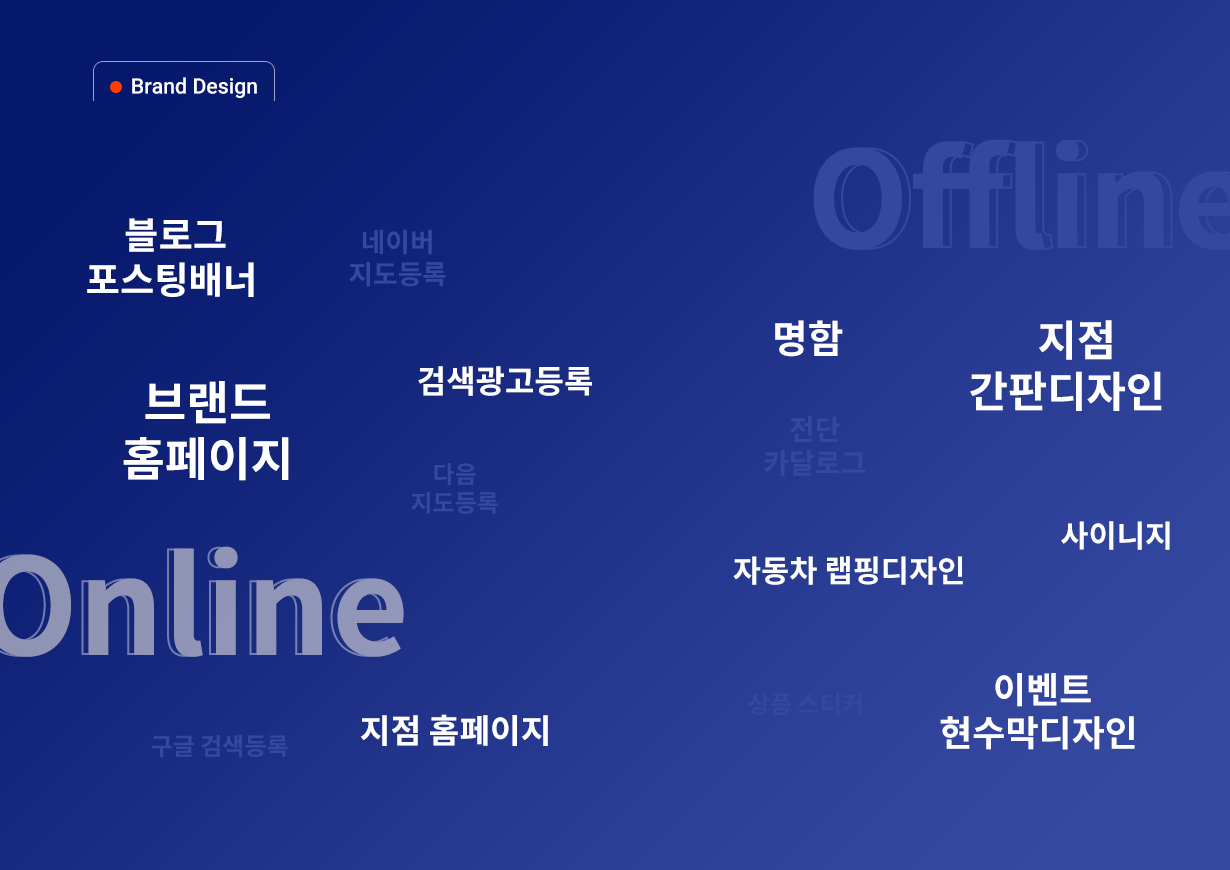 Brand Design
Offline
블로그
포스팅배너
네이버
지도등록
브랜드
홈페이지
검색광고등록
다음
지도등록
Online
구글 검색등록
지점 홈페이지
명함
지점
간판디자인
전단
카달로그
사이니지
자동차 랩핑디자인
상품 스티커
이벤트
현수막디자인